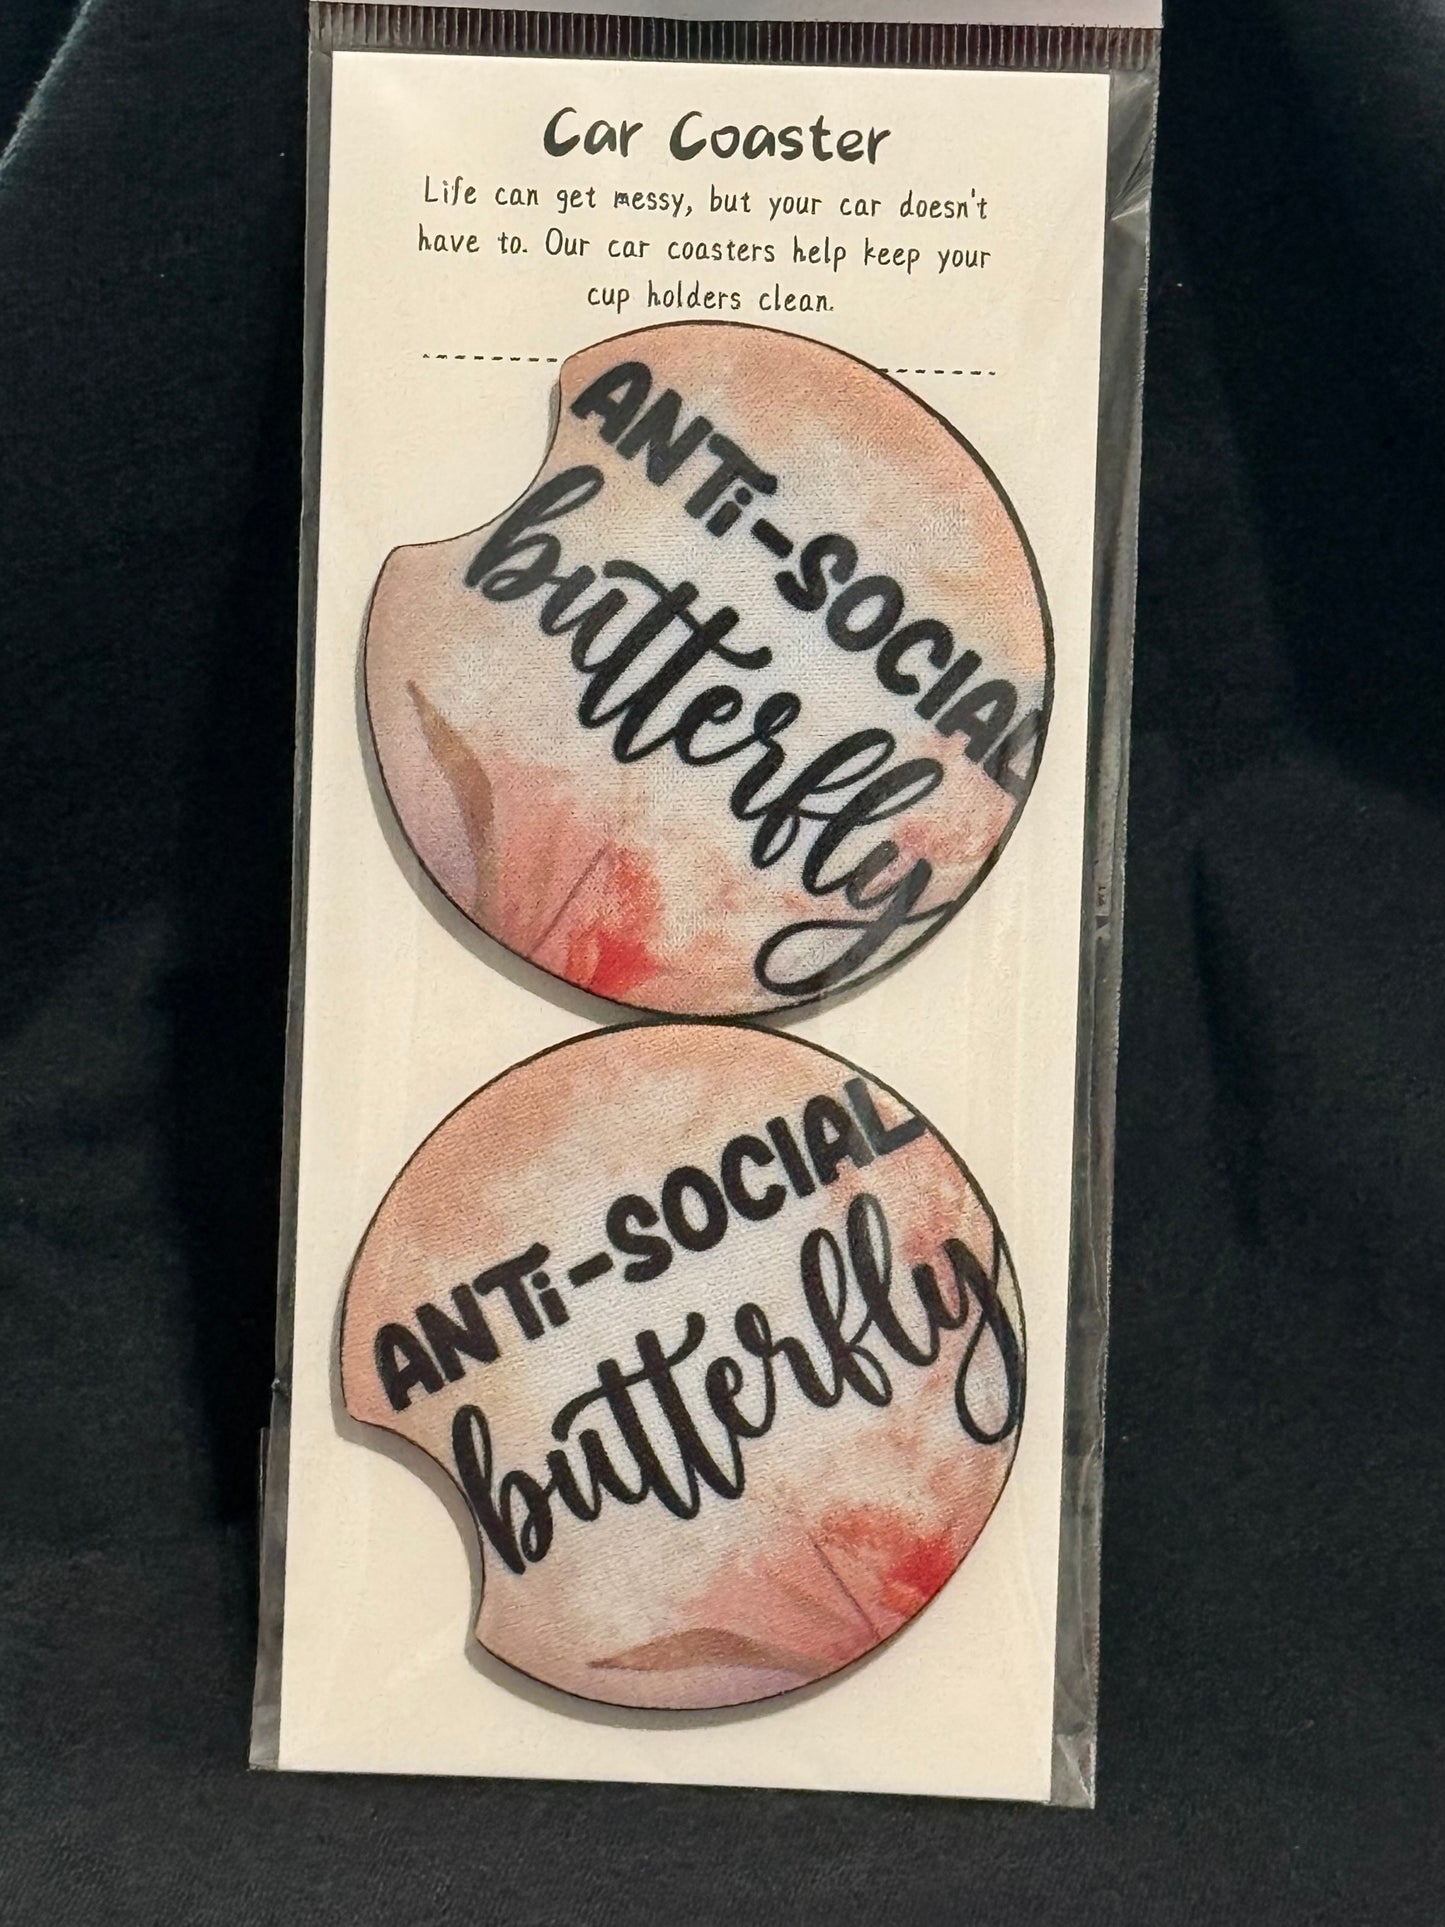 Car Coaster
Life can get messy, but your car doesn't
have to. Our car coasters help keep your
cup holders clean.
ANTi-SOCIAL
butterfly
ANTi-SOCIAL
butterfly